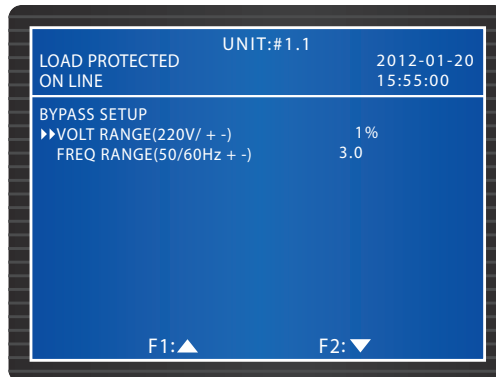 UNIT:#1.1
LOAD PROTECTED 2012-01-20
ON LINE 15:55:00
BYPASS SETUP
VOLT RANGE(220V/ + -) 1%
FREQ RANGE(50/60Hz + -) 3.0
F1:▲ F2:▼